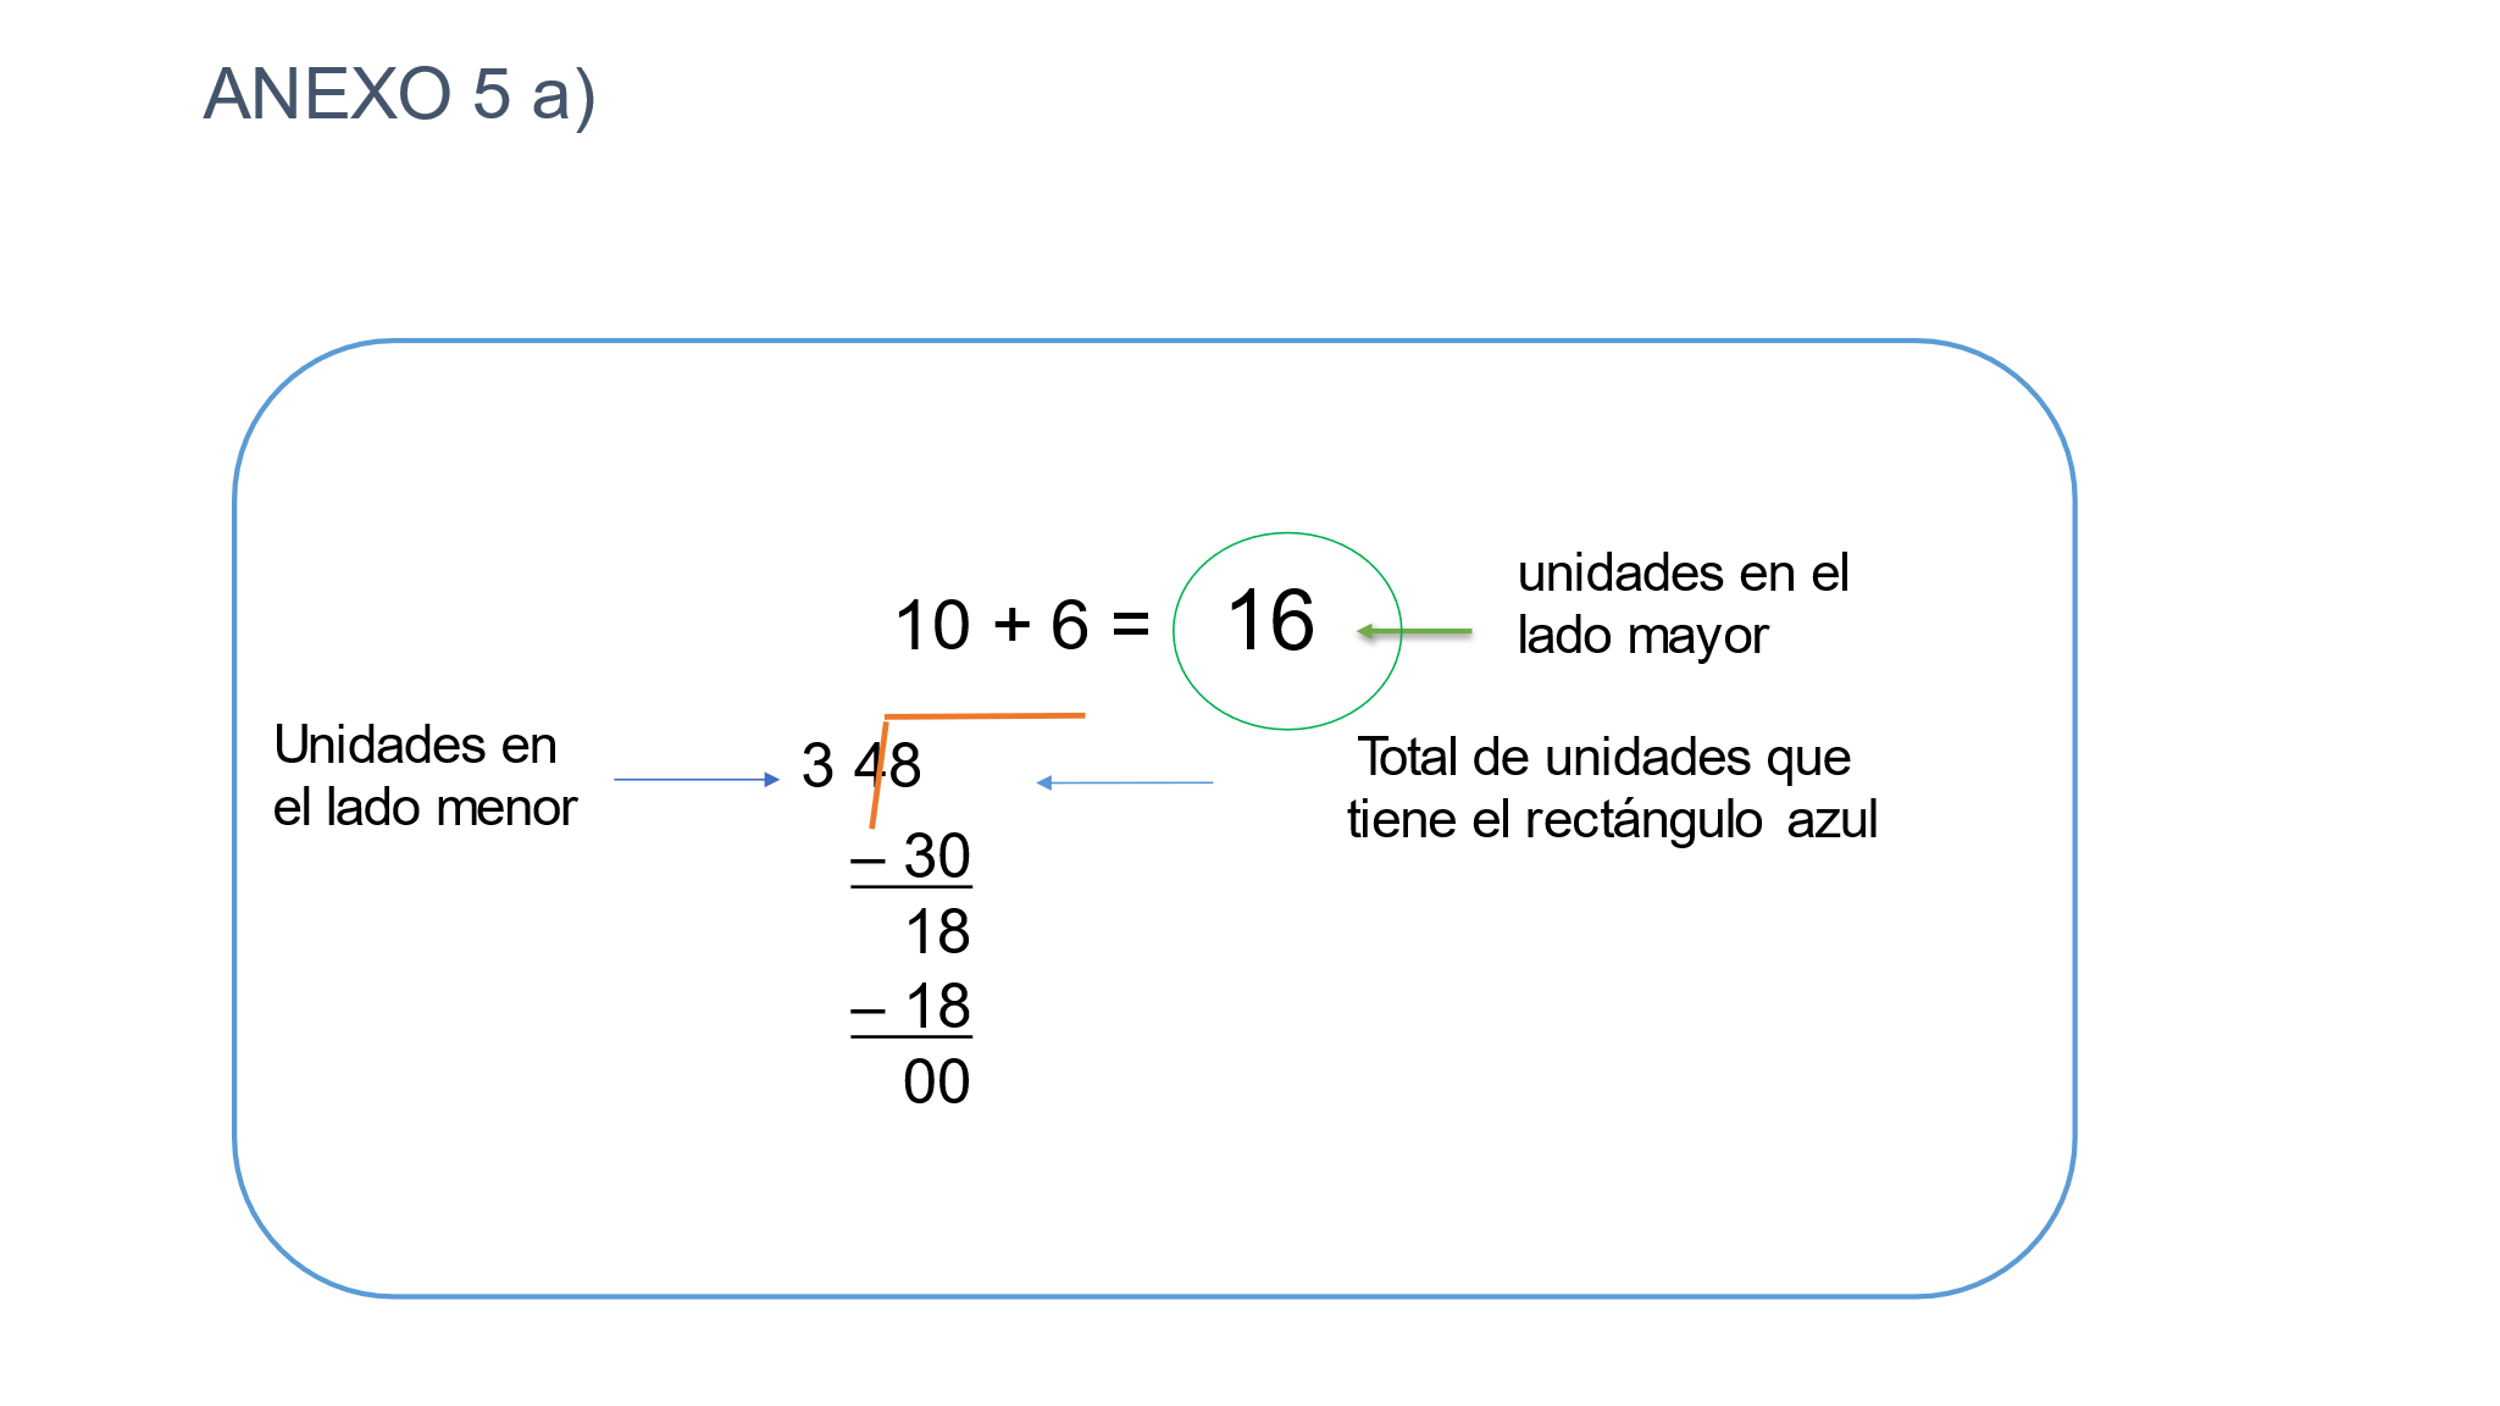 ANEXO 5 a)
10 + 6 = 16
unidades en el
lado mayor
Unidades en
el lado menor
3 48
Total de unidades que
tiene el rectángulo azul
– 30
18
– 18
00